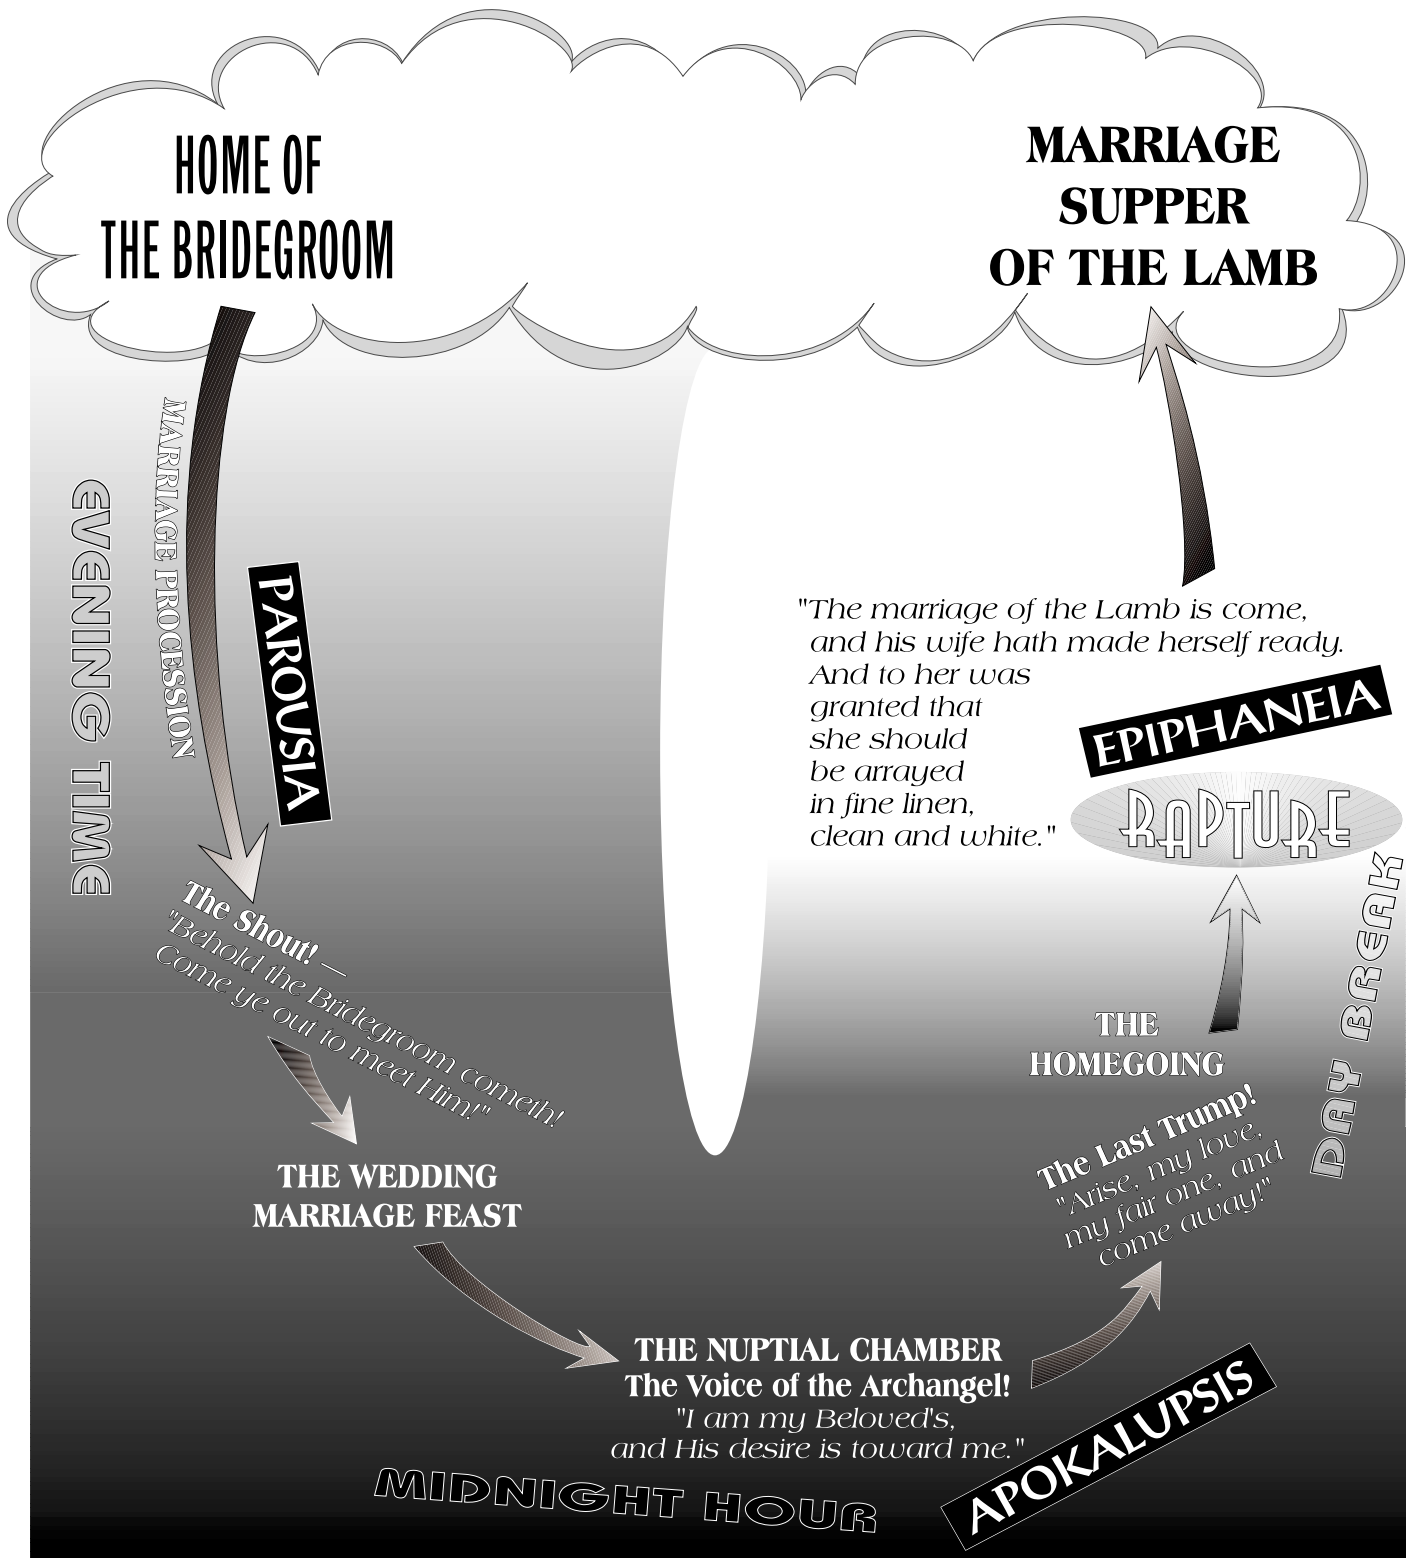 HOME OF
THE BRIDEGROOM
MARRIAGE
SUPPER
OF THE LAMB
MARRIAGE PROCESSION
EVENING TIME
PAROUSIA
The Shout! —
"Behold the Bridegroom cometh!
Come ye out to meet Him!"
THE WEDDING
MARRIAGE FEAST
THE NUPTIAL CHAMBER
The Voice of the Archangel!
"I am my Beloved's,
and His desire is toward me."
MIDNIGHT HOUR
APOKALUPSIS
The Last Trump!
"Arise, my love,
my fair one, and
come away!"
THE
HOMEGOING
DAY BREAK
RAPTURE
EPIPHANEIA
"The marriage of the Lamb is come,
and his wife hath made herself ready.
And to her was
granted that
she should
be arrayed
in fine linen,
clean and white."